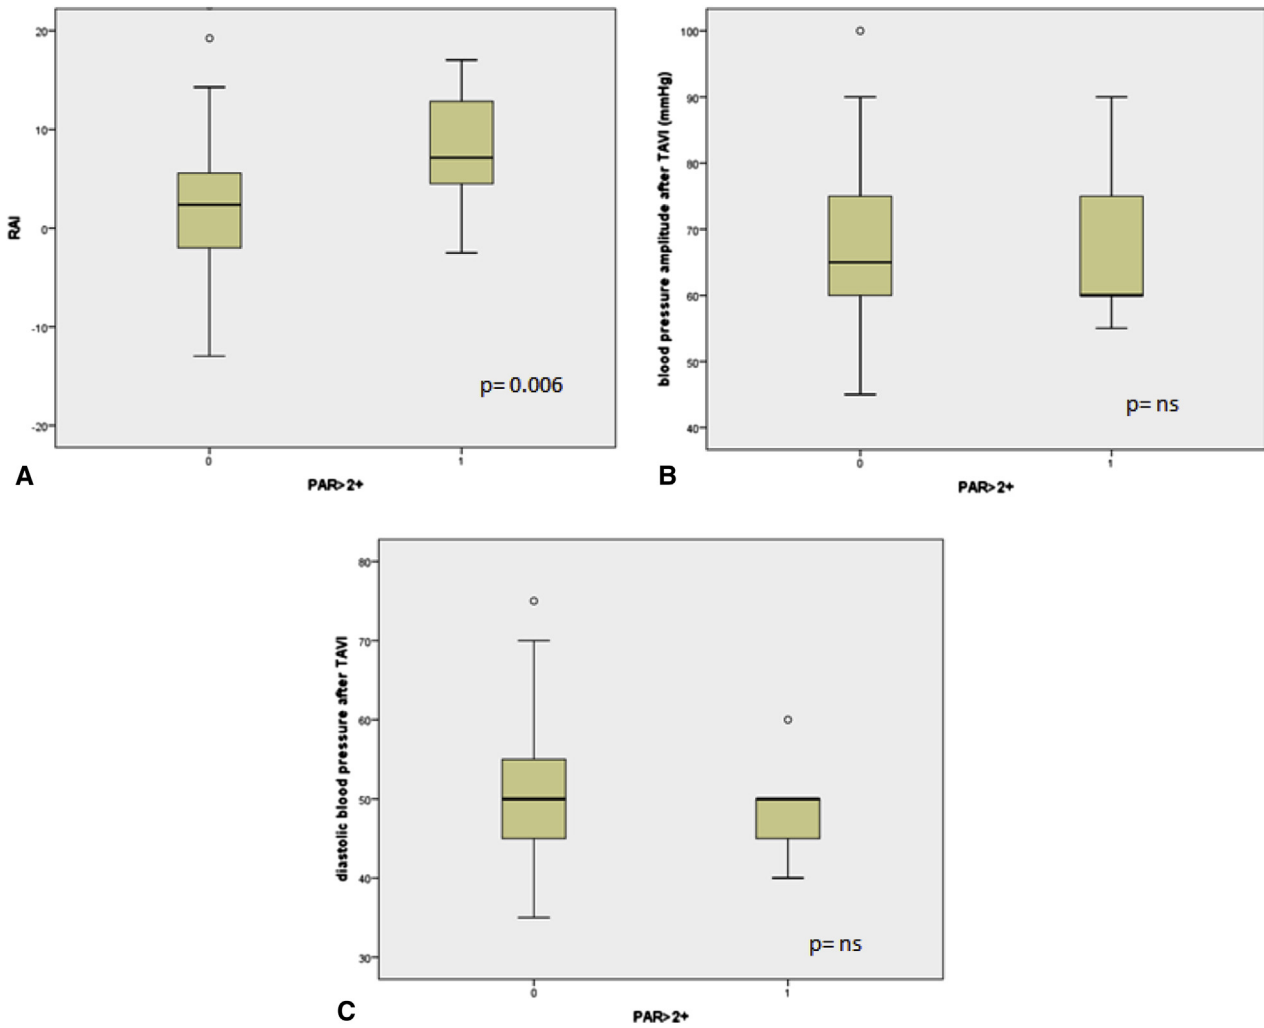 20
10
0
-10
-20
RAI
p= 0.006
0 1
PAR>2+
A
100
90
80
70
60
50
40
blood pressure amplitude after TAVI (mmHg)
p= ns
0 1
PAR>2+
B
80
70
60
50
40
30
diastolic blood pressure after TAVI
p= ns
0 1
PAR>2+
C